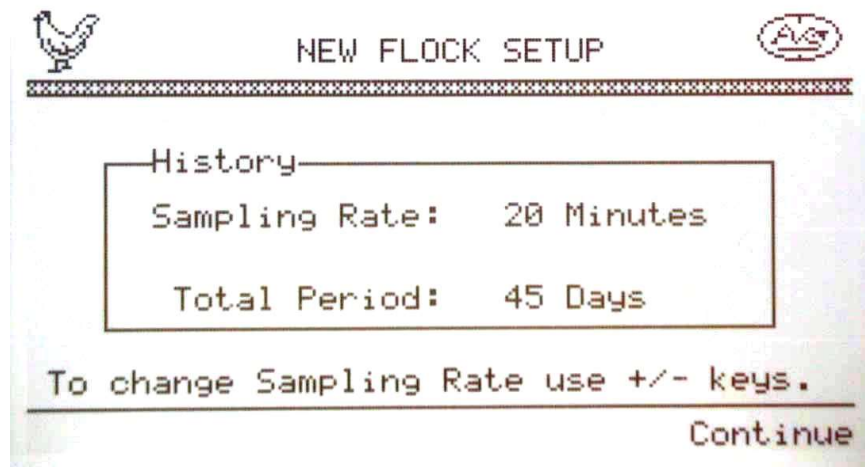 NEW FLOCK SETUP
History
Sampling Rate: 20 Minutes
Total Period: 45 Days
To change Sampling Rate use +/- keys.
Continue